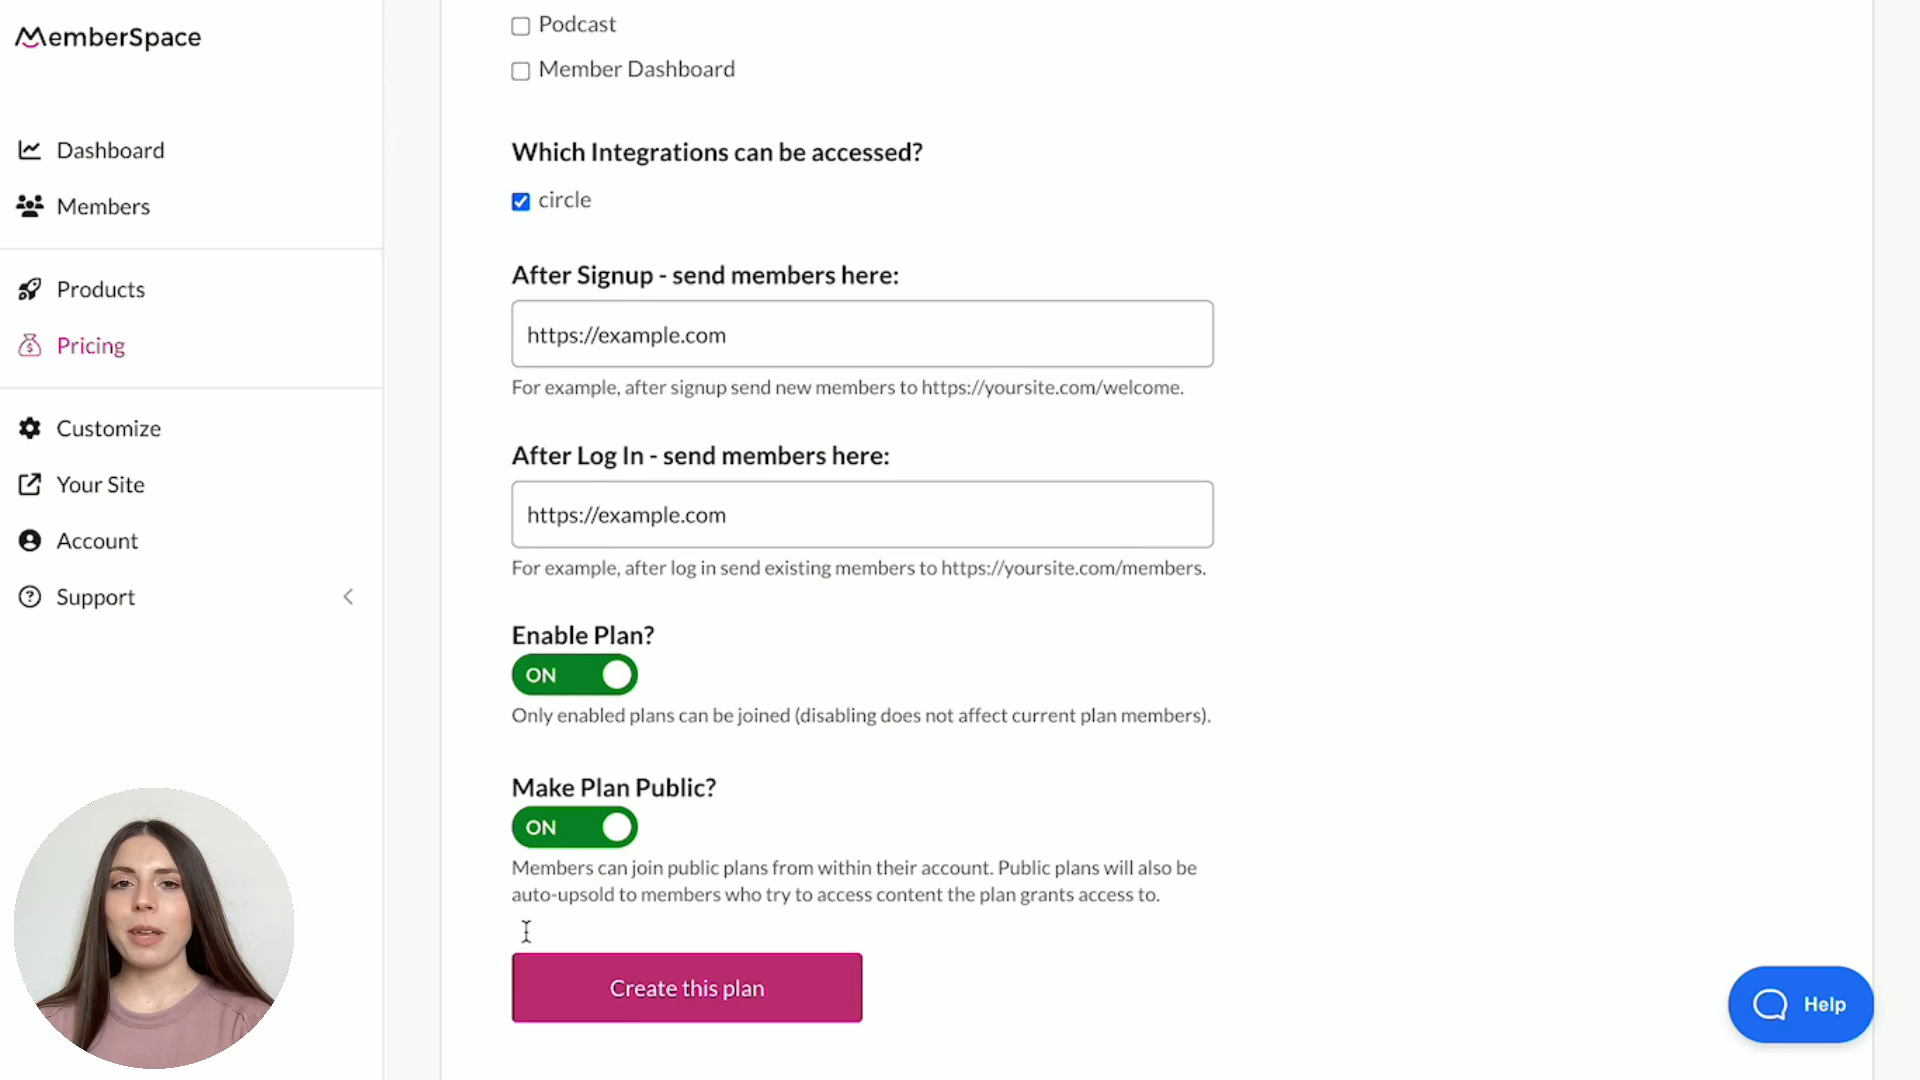 MemberSpace
Dashboard
Members
Products
Pricing
Customize
Your Site
Account
Support
Podcast
Member Dashboard
Which Integrations can be accessed?
circle
After Signup - send members here:
https://example.com
For example, after signup send new members to https://yoursite.com/welcome.
After Log In - send members here:
https://example.com
For example, after log in send existing members to https://yoursite.com/members.
Enable Plan?
ON
Only enabled plans can be joined (disabling does not affect current plan members).
Make Plan Public?
ON
Members can join public plans from within their account. Public plans will also be
auto-upsold to members who try to access content the plan grants access to.
Create this plan
Help